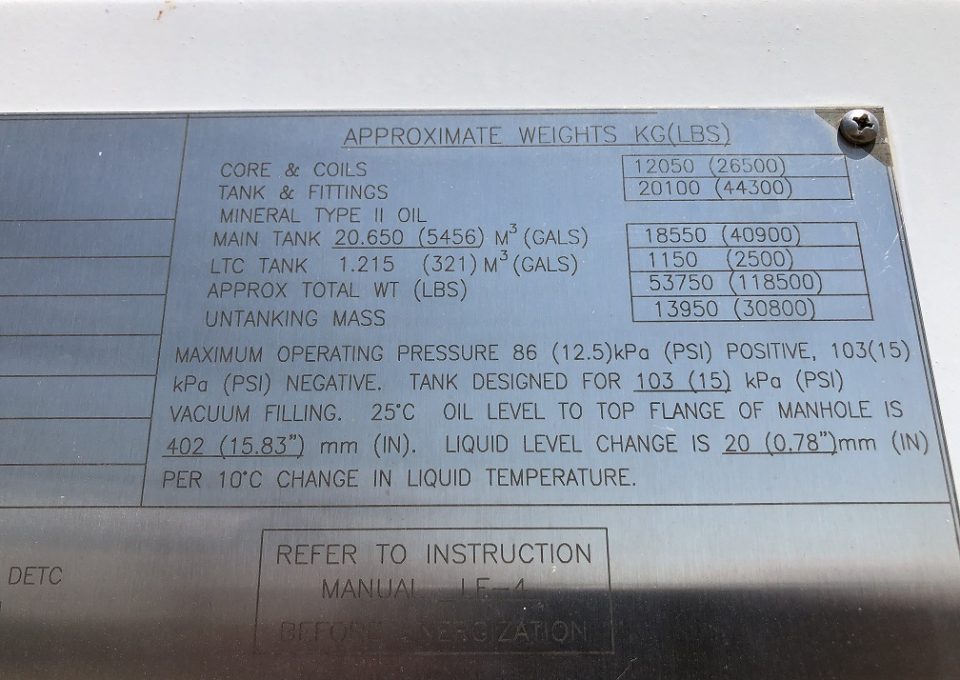 APPROXIMATE WEIGHTS KG(LBS)
CORE & COILS 12050 (26500)
TANK & FITTINGS 20100 (44300)
MINERAL TYPE II OIL
MAIN TANK 20.650 (5456) M³(GALS) 18550 (40900)
LTC TANK 1.215 (321) M³(GALS) 1150 (2500)
APPROX TOTAL WT (LBS) 53750 (118500)
UNTANKING MASS 13950 (30800)
MAXIMUM OPERATING PRESSURE 86 (12.5)kPa (PSI) POSITIVE, 103(15)
kPa (PSI) NEGATIVE. TANK DESIGNED FOR 103 (15) kPa (PSI)
VACUUM FILLING. 25°C OIL LEVEL TO TOP FLANGE OF MANHOLE IS
402 (15.83") mm (IN). LIQUID LEVEL CHANGE IS 20 (0.78")mm (IN)
PER 10°C CHANGE IN LIQUID TEMPERATURE.
DETC
REFER TO INSTRUCTION
MANUAL LF-4
BEFORE ENERGIZATION